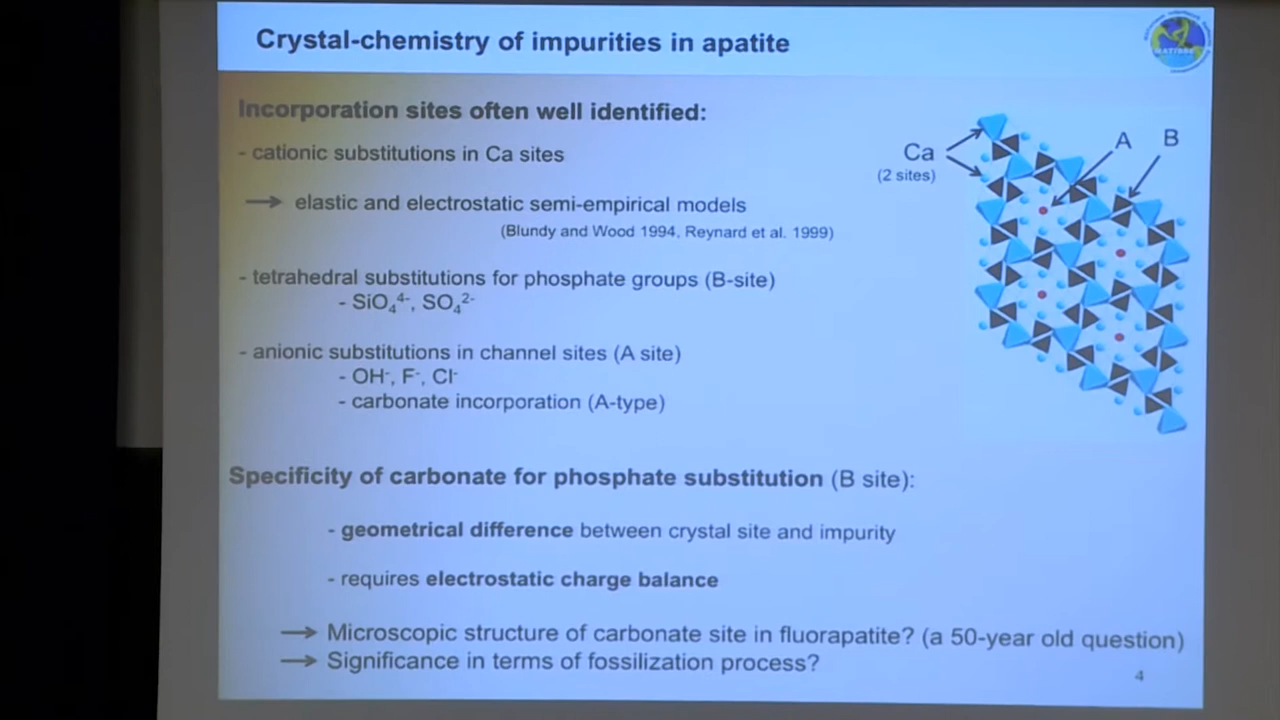 Crystal-chemistry of impurities in apatite
MATISSE
Incorporation sites often well identified:
- cationic substitutions in Ca sites
→ elastic and electrostatic semi-empirical models
(Blundy and Wood 1994, Reynard et al. 1999)
- tetrahedral substitutions for phosphate groups (B-site)
- SiO₄⁴⁻, SO₄²⁻
- anionic substitutions in channel sites (A site)
- OH⁻, F⁻, Cl⁻
- carbonate incorporation (A-type)
Ca
(2 sites)
A
B
Specificity of carbonate for phosphate substitution (B site):
- geometrical difference between crystal site and impurity
- requires electrostatic charge balance
→ Microscopic structure of carbonate site in fluorapatite? (a 50-year old question)
→ Significance in terms of fossilization process?
4